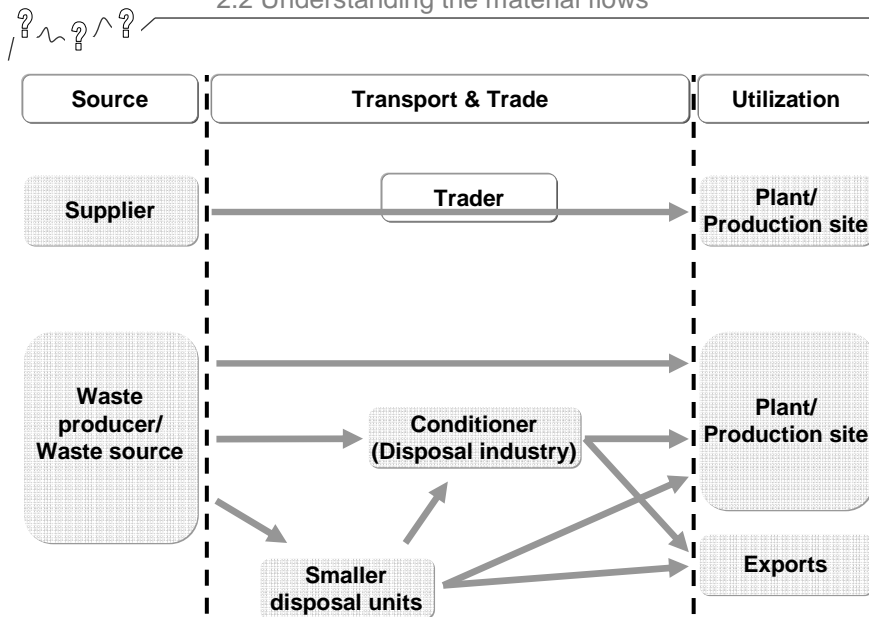 2.2 Understanding the material flows
? ? ?
Source
Transport & Trade
Utilization
Supplier
Trader
Plant/
Production site
Waste
producer/
Waste source
Conditioner
(Disposal industry)
Plant/
Production site
Smaller
disposal units
Exports